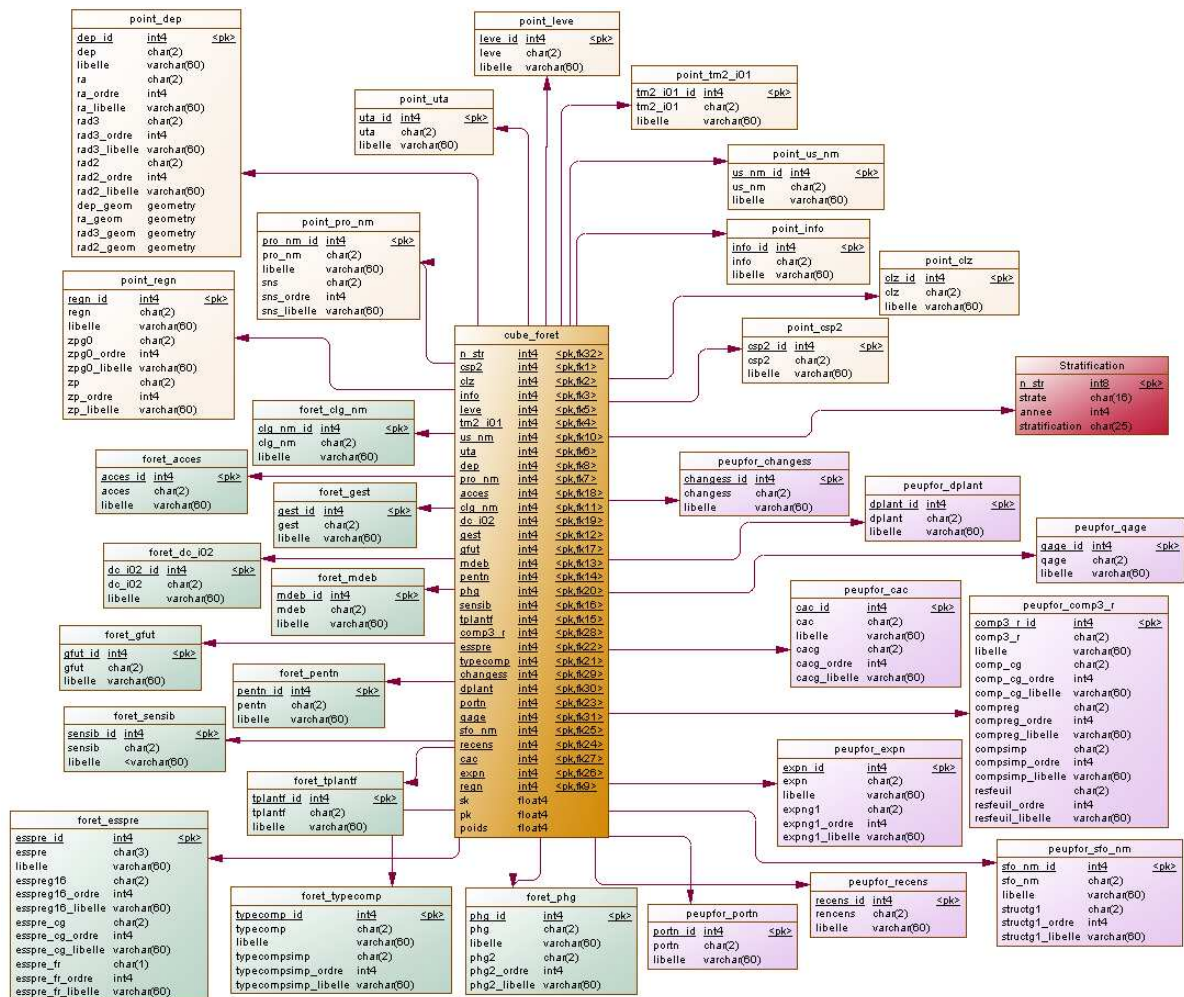 point_dep
dep_id int4 <pk>
dep char(2)
libelle varchar(60)
ra char(2)
ra_ordre int4
ra_libelle varchar(60)
rad3 char(2)
rad3_ordre int4
rad3_libelle varchar(60)
rad2 char(2)
rad2_ordre int4
rad2_libelle varchar(60)
dep_geom geometry
ra_geom geometry
rad3_geom geometry
rad2_geom geometry
point_leve
leve_id int4 <pk>
leve char(2)
libelle varchar(60)
point_tm2_i01
tm2_i01_id int4 <pk>
tm2_i01 char(2)
libelle varchar(60)
point_uta
uta_id int4 <pk>
uta char(2)
libelle varchar(60)
point_us_nm
us_nm_id int4 <pk>
us_nm char(2)
libelle varchar(60)
point_pro_nm
pro_nm_id int4 <pk>
pro_nm char(2)
libelle varchar(60)
sns char(2)
sns_ordre int4
sns_libelle varchar(60)
point_info
info_id int4 <pk>
info char(2)
libelle varchar(60)
point_clz
clz_id int4 <pk>
clz char(2)
libelle varchar(60)
point_regn
regn_id int4 <pk>
regn char(2)
libelle varchar(60)
zpg0 char(2)
zpg0_ordre int4
zpg0_libelle varchar(60)
zp char(2)
zp_ordre int4
zp_libelle varchar(60)
point_csp2
csp2_id int4 <pk>
csp2 char(2)
libelle varchar(60)
cube_foret
n_str int4 <pk,fk32>
csp2 int4 <pk,fk1>
clz int4 <pk,fk2>
info int4 <pk,fk3>
leve int4 <pk,fk5>
tm2_i01 int4 <pk,fk4>
us_nm int4 <pk,fk10>
uta int4 <pk,fk6>
dep int4 <pk,fk8>
pro_nm int4 <pk,fk7>
acces int4 <pk,fk18>
clg_nm int4 <pk,fk11>
dc_i02 int4 <pk,fk19>
gest int4 <pk,fk12>
gfut int4 <pk,fk17>
mdeb int4 <pk,fk13>
pentn int4 <pk,fk14>
phg int4 <pk,fk20>
sensib int4 <pk,fk16>
tplantf int4 <pk,fk15>
comp3_r int4 <pk,fk28>
esspre int4 <pk,fk22>
typecomp int4 <pk,fk21>
changess int4 <pk,fk29>
dplant int4 <pk,fk30>
portn int4 <pk,fk23>
qage int4 <pk,fk31>
sfo_nm int4 <pk,fk25>
recens int4 <pk,fk24>
cac int4 <pk,fk27>
expn int4 <pk,fk26>
regn int4 <pk,fk9>
sk float4
pk float4
poids float4
Stratification
n_str int8 <pk>
strate char(16)
annee int4
stratification char(25)
foret_clg_nm
clg_nm_id int4 <pk>
clg_nm char(2)
libelle varchar(60)
foret_acces
acces_id int4 <pk>
acces char(2)
libelle varchar(60)
foret_gest
gest_id int4 <pk>
gest char(2)
libelle varchar(60)
foret_dc_i02
dc_i02_id int4 <pk>
dc_i02 char(2)
libelle varchar(60)
foret_mdeb
mdeb_id int4 <pk>
mdeb char(2)
libelle varchar(60)
foret_gfut
gfut_id int4 <pk>
gfut char(2)
libelle varchar(60)
foret_pentn
pentn_id int4 <pk>
pentn char(2)
libelle varchar(60)
foret_sensib
sensib_id int4 <pk>
sensib char(2)
libelle <varchar(60)
foret_tplantf
tplantf_id int4 <pk>
tplantf char(2)
libelle varchar(60)
foret_esspre
esspre_id int4 <pk>
esspre char(3)
libelle varchar(60)
esspreg16 char(2)
esspreg16_ordre int4
esspreg16_libelle varchar(60)
esspre_cg char(2)
esspre_cg_ordre int4
esspre_cg_libelle varchar(60)
esspre_fr char(1)
esspre_fr_ordre int4
esspre_fr_libelle varchar(60)
foret_typecomp
typecomp_id int4 <pk>
typecomp char(2)
libelle varchar(60)
typecompsimp char(2)
typecompsimp_ordre int4
typecompsimp_libelle varchar(60)
foret_phg
phg_id int4 <pk>
phg char(2)
libelle varchar(60)
phg2 char(2)
phg2_ordre int4
phg2_libelle varchar(60)
peupfor_changess
changess_id int4 <pk>
changess char(2)
libelle varchar(60)
peupfor_dplant
dplant_id int4 <pk>
dplant char(2)
libelle varchar(60)
peupfor_qage
qage_id int4 <pk>
qage char(2)
libelle varchar(60)
peupfor_cac
cac_id int4 <pk>
cac char(2)
libelle varchar(60)
cacg char(2)
cacg_ordre int4
cacg_libelle varchar(60)
peupfor_comp3_r
comp3_r_id int4 <pk>
comp3_r char(2)
libelle varchar(60)
comp_cg char(2)
comp_cg_ordre int4
comp_cg_libelle varchar(60)
compreg char(2)
compreg_ordre int4
compreg_libelle varchar(60)
compsimp char(2)
compsimp_ordre int4
compsimp_libelle varchar(60)
resfeuil char(2)
resfeuil_ordre int4
resfeuil_libelle varchar(60)
peupfor_expn
expn_id int4 <pk>
expn char(2)
libelle varchar(60)
expng1 char(2)
expng1_ordre int4
expng1_libelle varchar(60)
peupfor_sfo_nm
sfo_nm_id int4 <pk>
sfo_nm char(2)
libelle varchar(60)
structg1 char(2)
structg1_ordre int4
structg1_libelle varchar(60)
peupfor_recens
recens_id int4 <pk>
rencens char(2)
libelle varchar(60)
peupfor_portn
portn_id int4 <pk>
portn char(2)
libelle varchar(60)